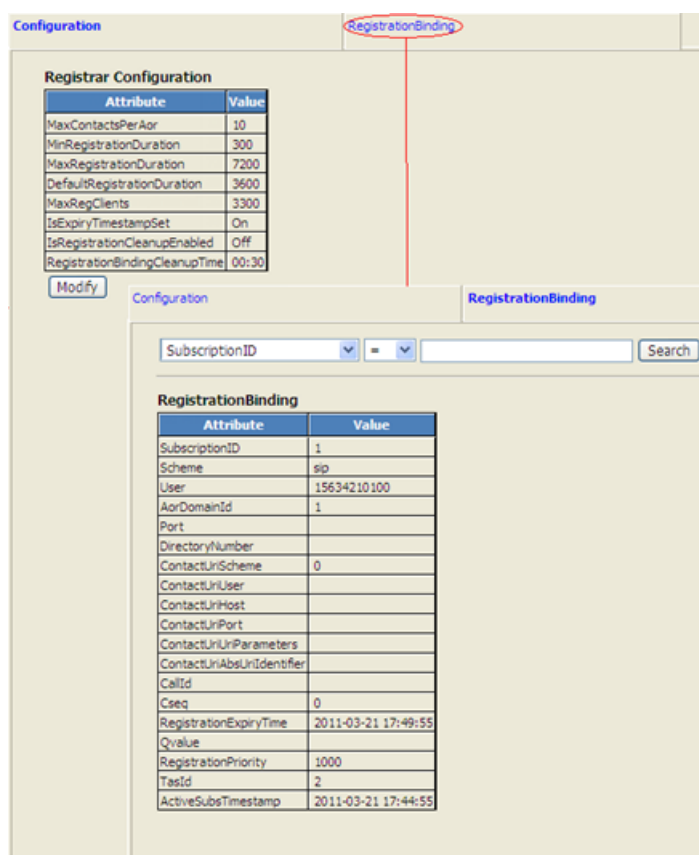 Configuration RegistrationBinding
Registrar Configuration
Attribute Value
MaxContactsPerAor 10
MinRegistrationDuration 300
MaxRegistrationDuration 7200
DefaultRegistrationDuration 3600
MaxRegClients 3300
IsExpiryTimestampSet On
IsRegistrationCleanupEnabled Off
RegistrationBindingCleanupTime 00:30
Modify
Configuration RegistrationBinding
SubscriptionID = Search
RegistrationBinding
Attribute Value
SubscriptionID 1
Scheme sip
User 15634210100
AorDomainId 1
Port
DirectoryNumber
ContactUriScheme 0
ContactUriUser
ContactUriHost
ContactUriPort
ContactUriUriParameters
ContactUriAbsUriIdentifier
CallId
Cseq 0
RegistrationExpiryTime 2011-03-21 17:49:55
Qvalue
RegistrationPriority 1000
TasId 2
ActiveSubsTimestamp 2011-03-21 17:44:55